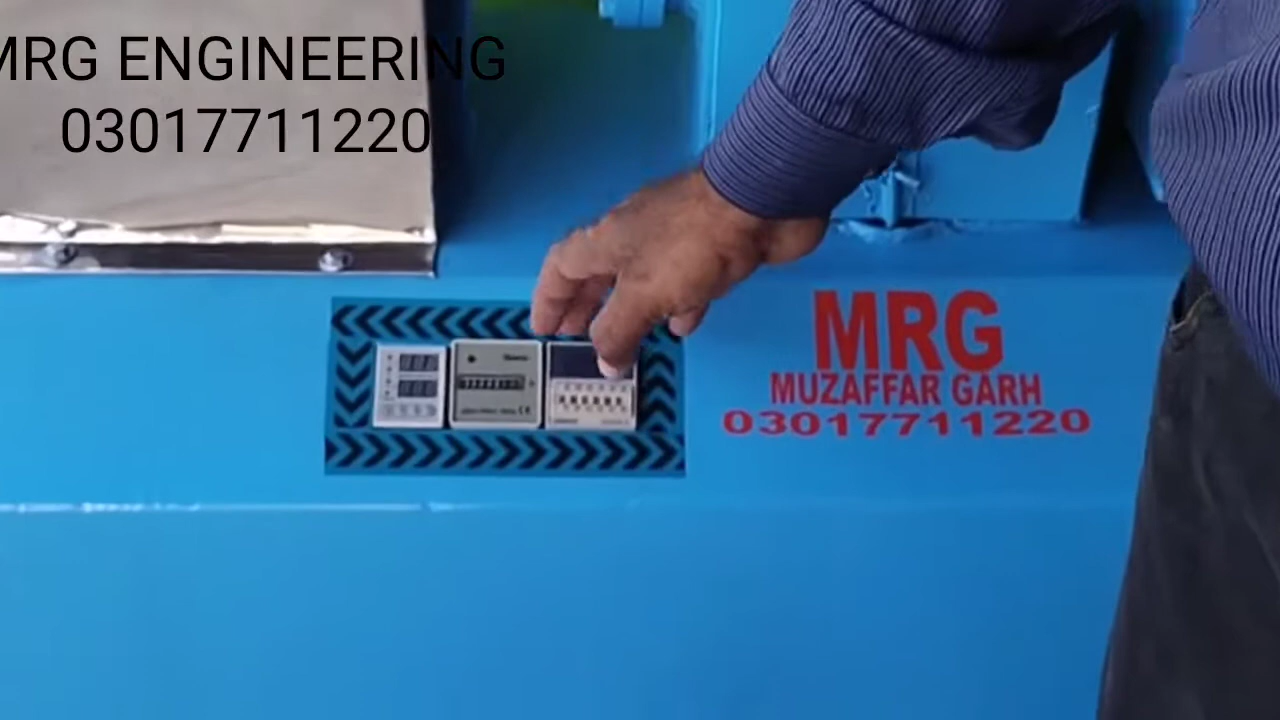 MRG ENGINEERING
03017711220
MRG
MUZAFFAR GARH
03017711220